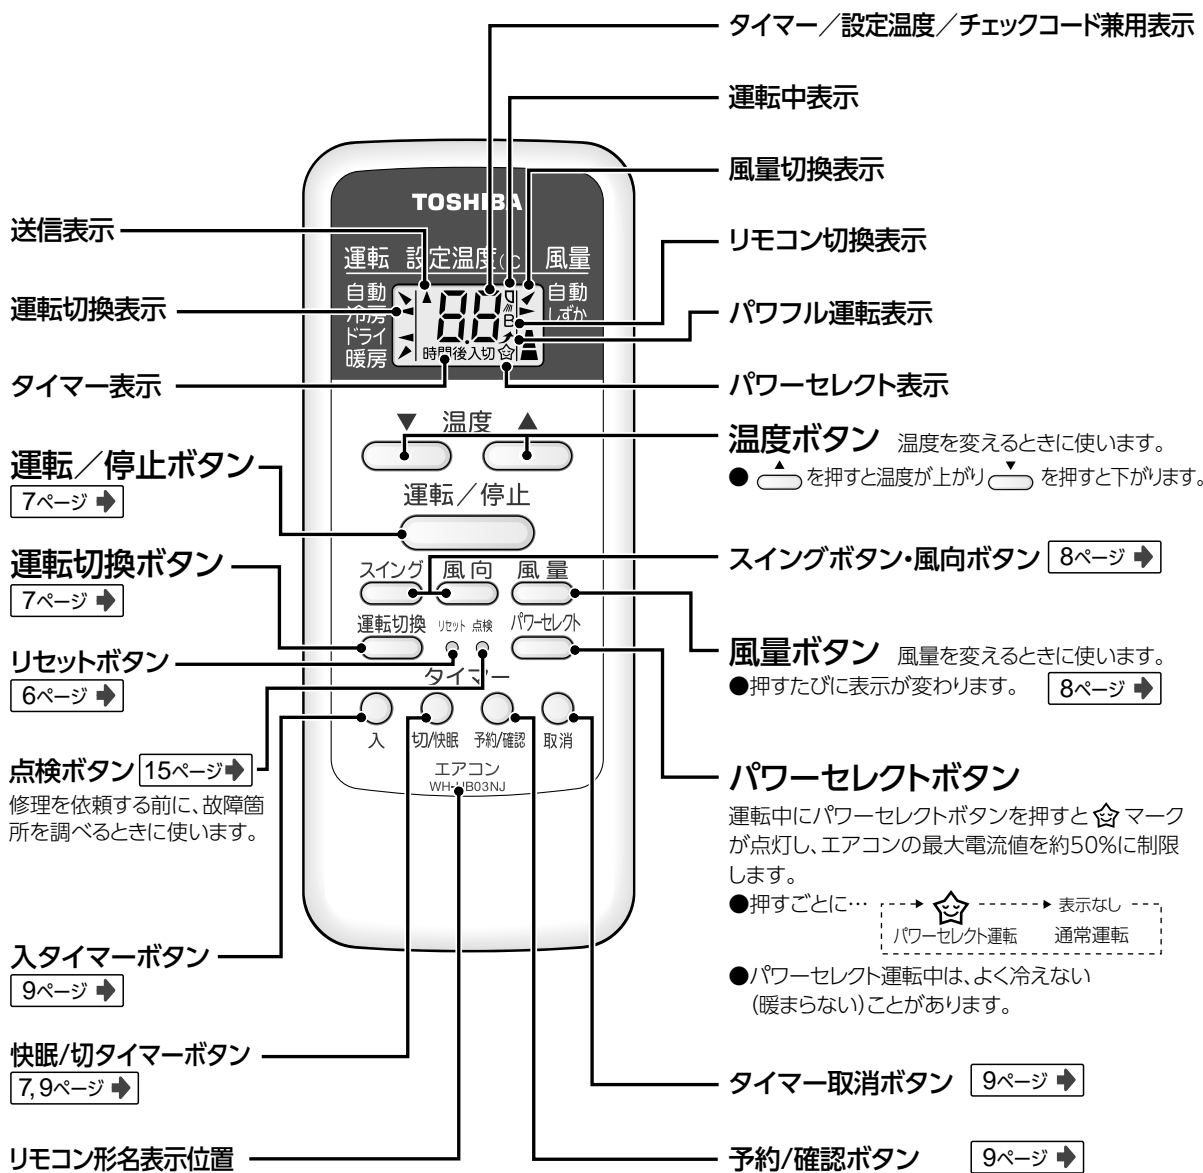 タイマー／設定温度／チェックコード兼用表示
運転中表示
風量切換表示
リモコン切換表示
パワフル運転表示
パワーセレクト表示
送信表示
運転切換表示
タイマー表示
運転／停止ボタン
7ページ
運転切換ボタン
7ページ
リセットボタン
6ページ
点検ボタン 15ページ
修理を依頼する前に、故障箇
所を調べるときに使います。
入タイマーボタン
9ページ
快眠/切タイマーボタン
7, 9ページ
リモコン形名表示位置
TOSHIBA
運転 設定温度(℃ 風量
自動 自動
冷房 しずか
ドライ
暖房
88
B
時間後入切
▼ 温度 ▲
運転／停止
スイング 風向 風量
運転切換 リセット 点検 パワーセレクト
タイマー
入 切/快眠 予約/確認 取消
エアコン
WH-UB03NJ
温度ボタン 温度を変えるときに使います。
● ▲ を押すと温度が上がり ▼ を押すと下がります。
スイングボタン・風向ボタン 8ページ
風量ボタン 風量を変えるときに使います。
●押すたびに表示が変わります。 8ページ
パワーセレクトボタン
運転中にパワーセレクトボタンを押すと マーク
が点灯し、エアコンの最大電流値を約50%に制限
します。
●押すごとに… 表示なし
パワーセレクト運転 通常運転
●パワーセレクト運転中は、よく冷えない
（暖まらない）ことがあります。
タイマー取消ボタン 9ページ
予約/確認ボタン 9ページ